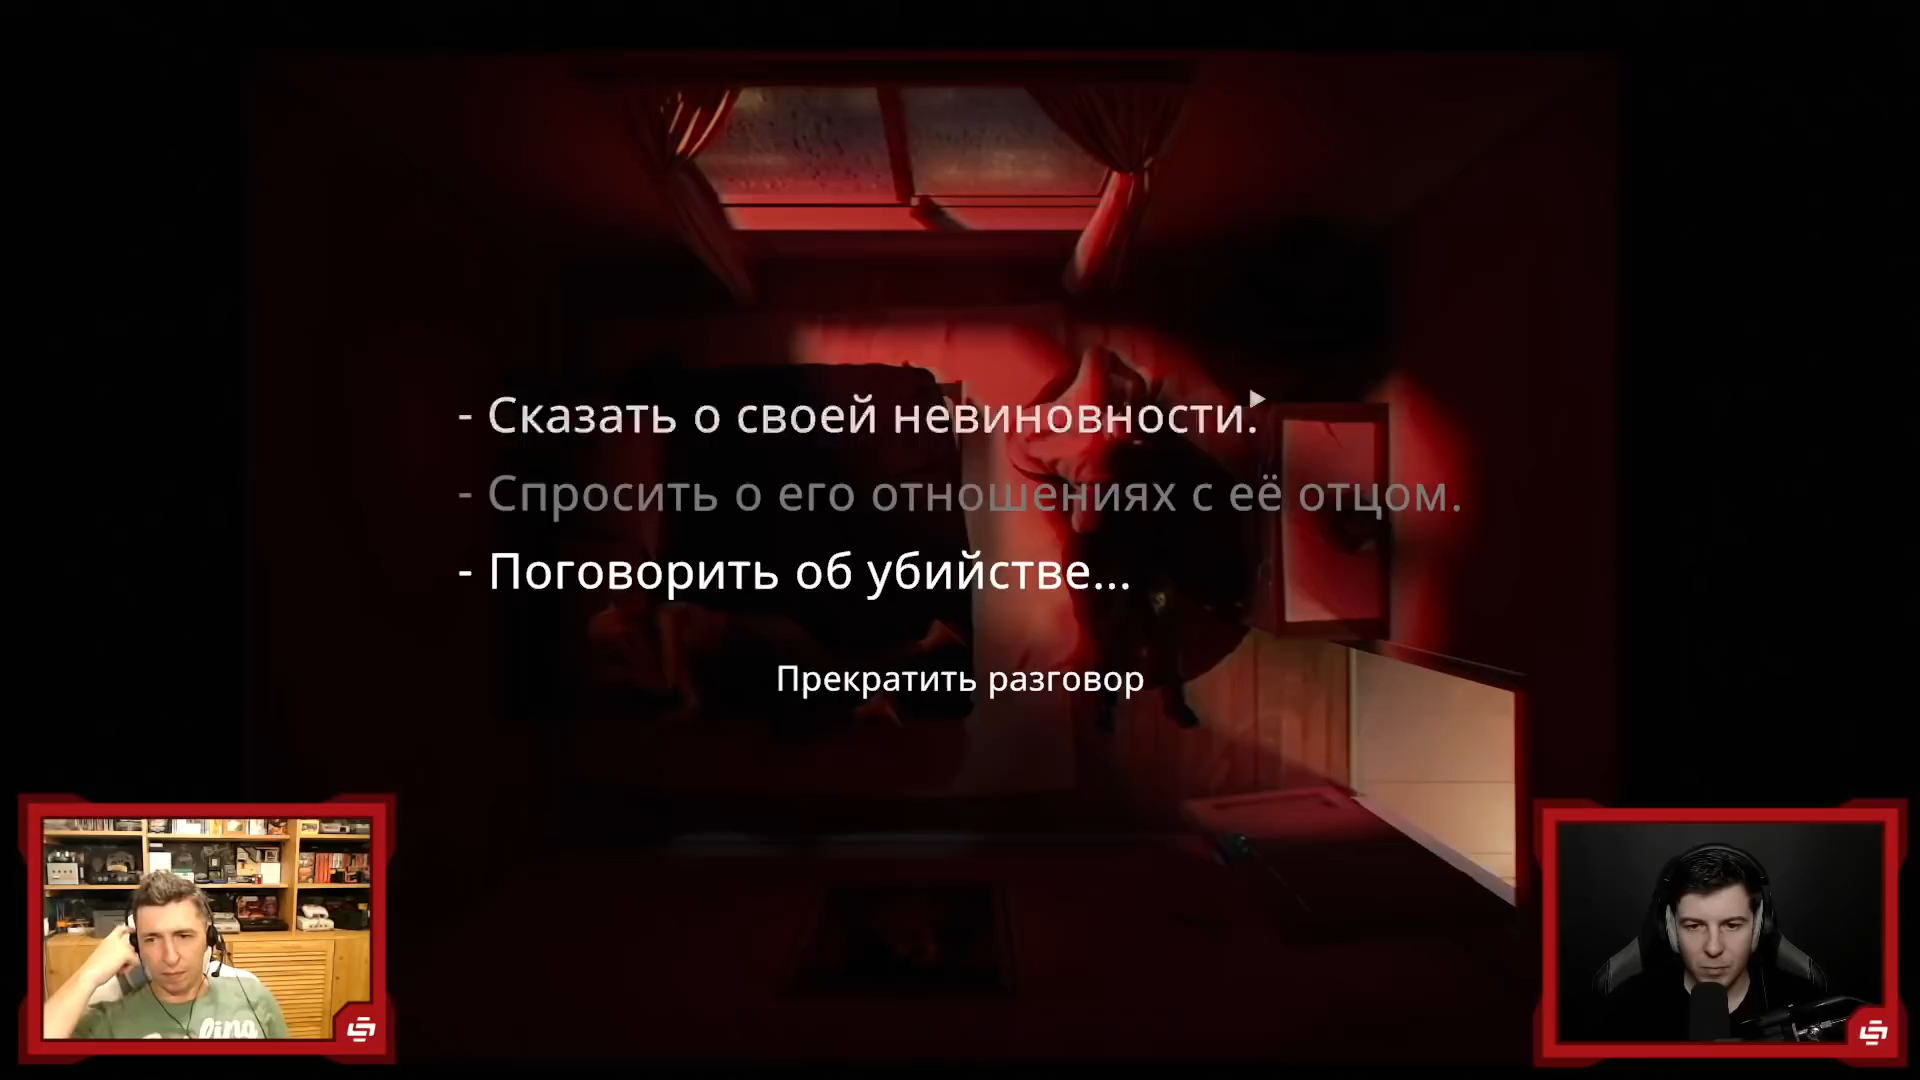 - Сказать о своей невиновности.
- Спросить о его отношениях с её отцом.
- Поговорить об убийстве...
Прекратить разговор